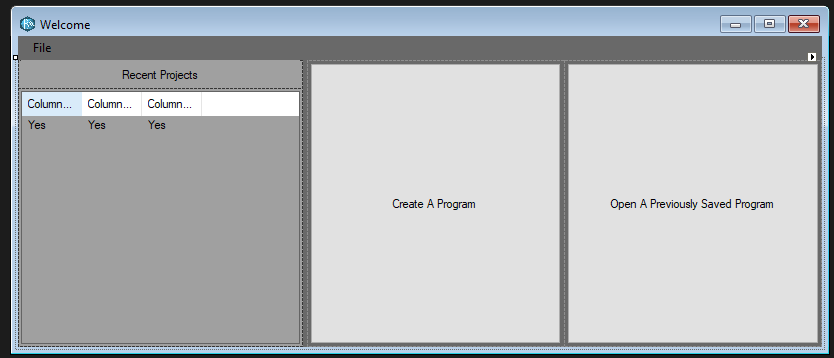 Welcome
File
Recent Projects
Column... Column... Column...
Yes Yes Yes
Create A Program
Open A Previously Saved Program